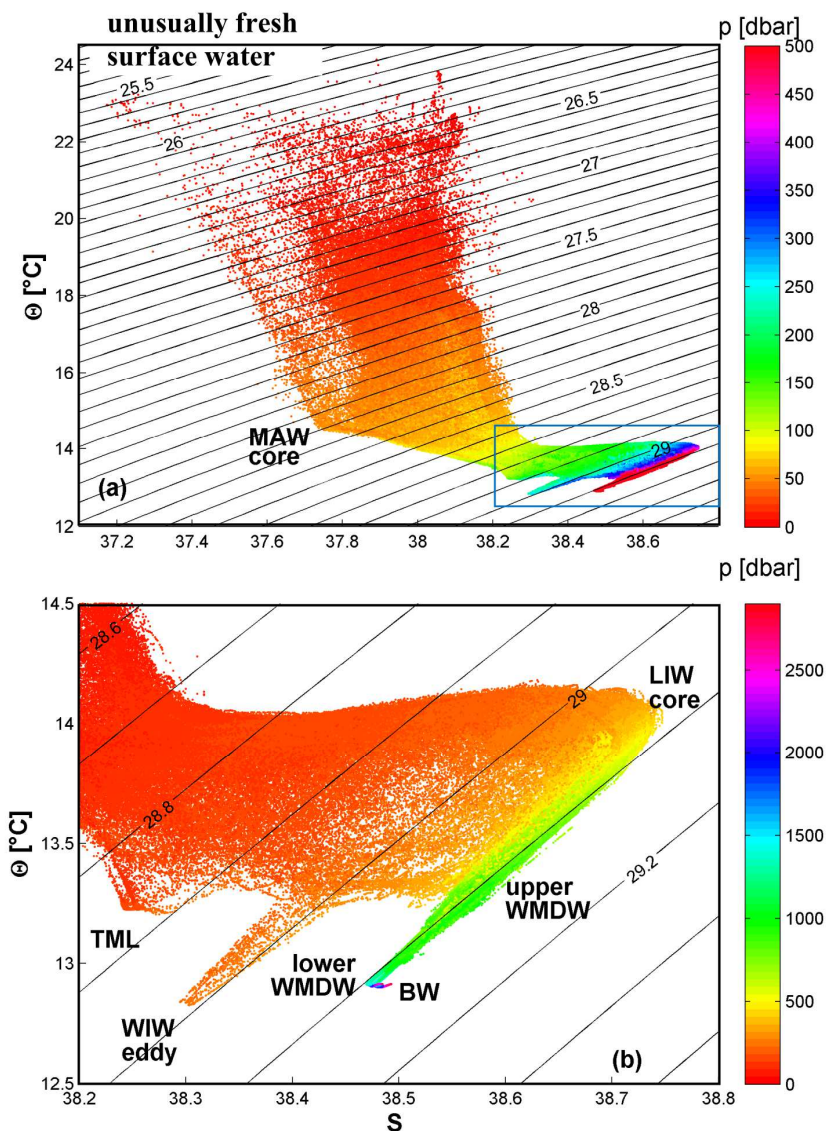 unusually fresh
surface water
p [dbar]
24
22
20
18
16
14
12
Θ [°C]
25.5
26
26.5
27
27.5
28
28.5
29
MAW
core
(a)
37.2
37.4
37.6
37.8
38
38.2
38.4
38.6
500
450
400
350
300
250
200
150
100
50
0
p [dbar]
14.5
14
13.5
13
12.5
Θ [°C]
28.6
28.8
29
29.2
LIW
core
upper
WMDW
TML
lower
WMDW
BW
WIW
eddy
(b)
38.2
38.3
38.4
38.5
38.6
38.7
38.8
S
2500
2000
1500
1000
500
0